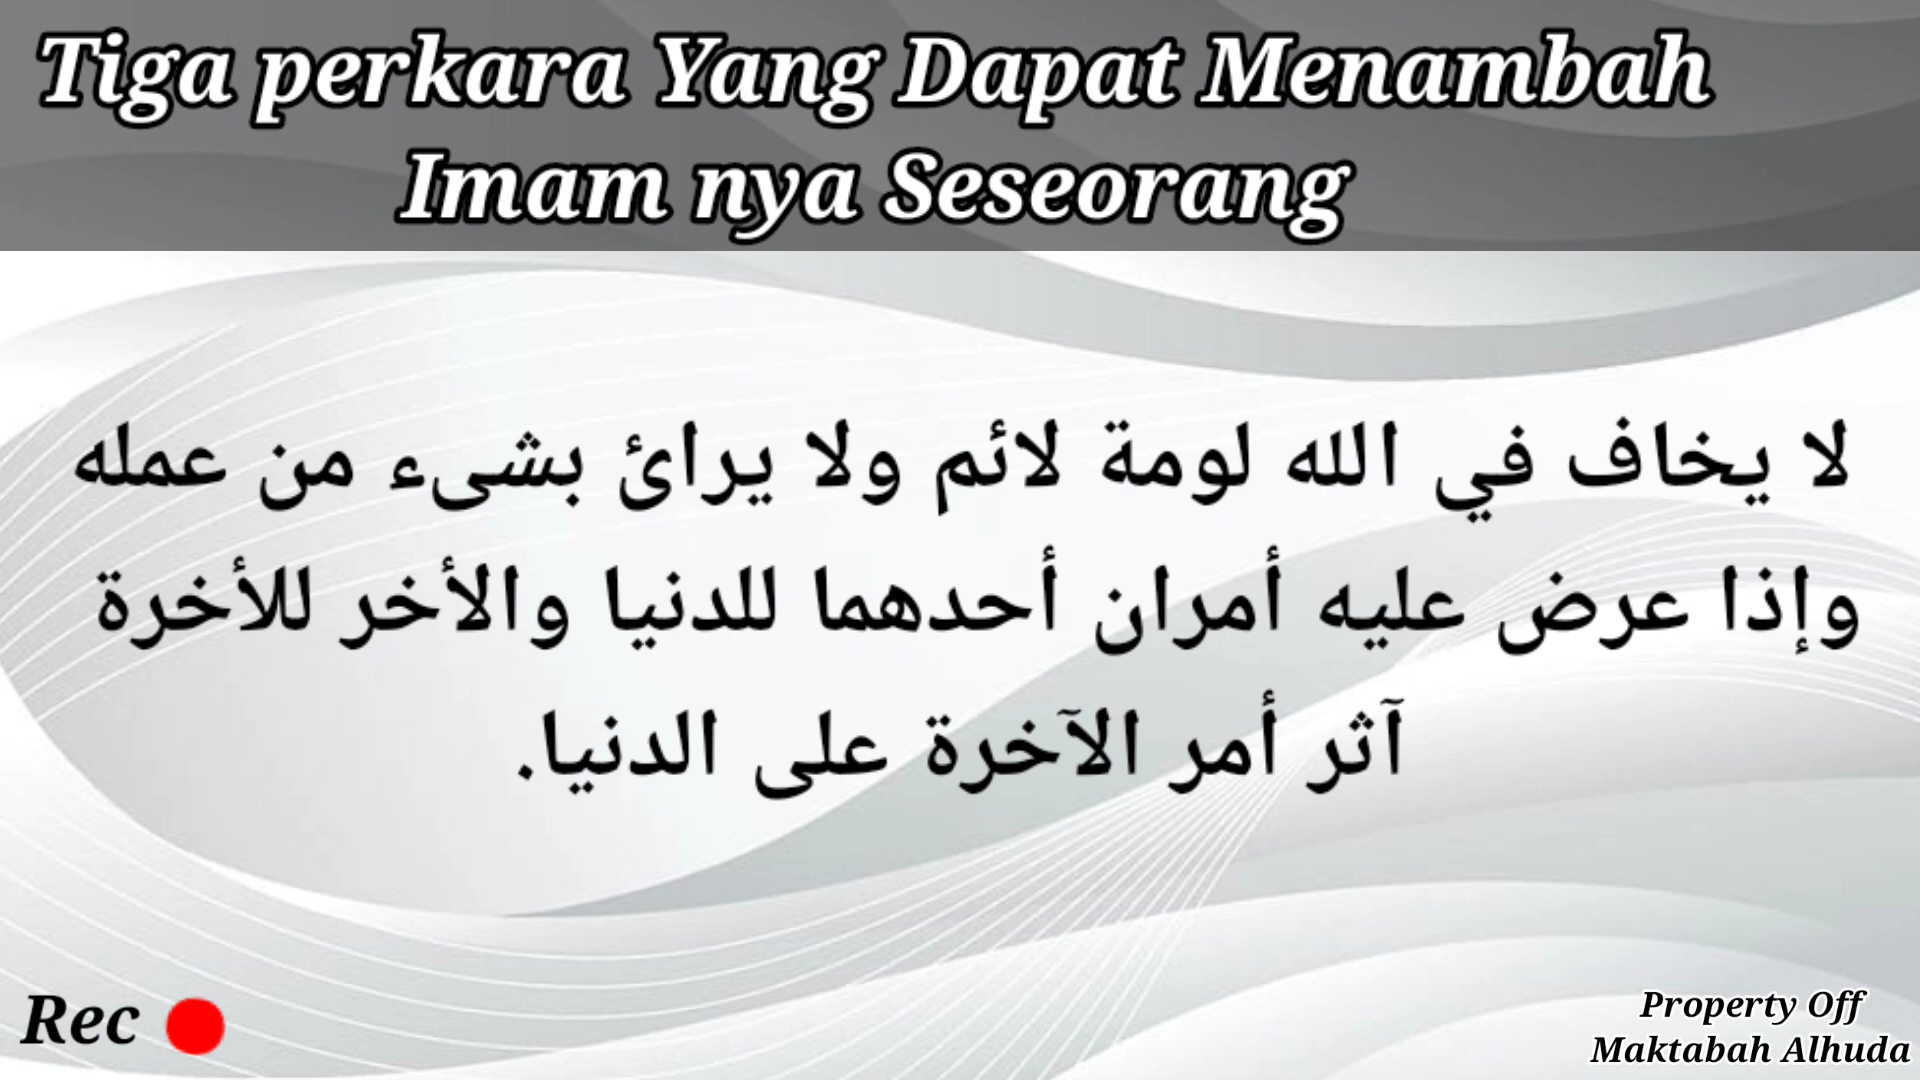 Tiga perkara Yang Dapat Menambah
Imam nya Seseorang
لا يخاف في الله لومة لائم ولا يرائ بشىء من عمله
وإذا عرض عليه أمران أحدهما للدنيا والأخر للأخرة
آثر أمر الآخرة على الدنيا.
Rec
Property Off
Maktabah Alhuda